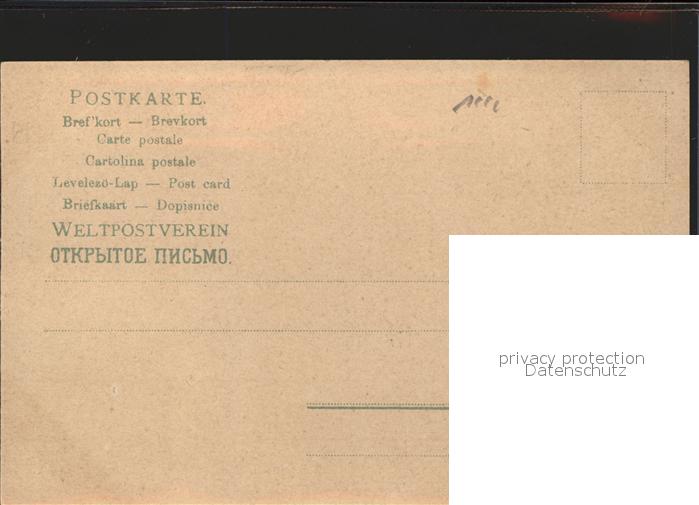 POSTKARTE.
Bref'kort — Brevkort
Carte postale
Cartolina postale
Levelező-Lap — Post card
Briefkaart — Dopisnice
WELTPOSTVEREIN
ОТКРЫТОЕ ПИСЬМО.
privacy protection
Datenschutz